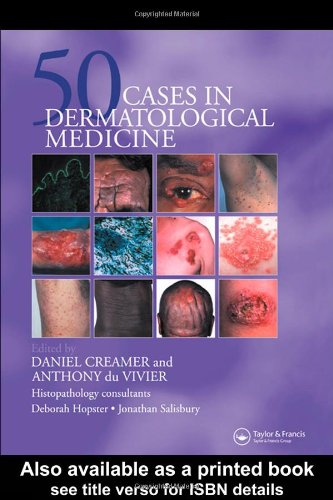 50 CASES IN
DERMATOLOGICAL
MEDICINE
Edited by
DANIEL CREAMER and
ANTHONY du VIVIER
Histopathology consultants
Deborah Hopster • Jonathan Salisbury
Taylor & Francis
Taylor & Francis Group
Also available as a printed book
see title verso for ISBN details